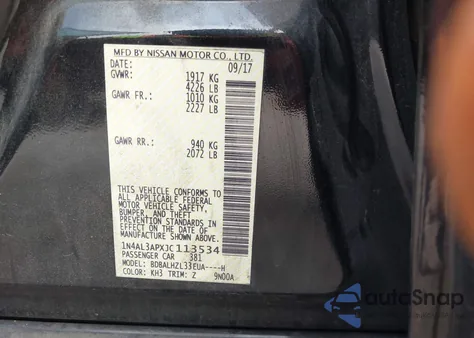 MFD BY NISSAN MOTOR CO., LTD.
DATE: 09/17
GVWR: 1917 KG
4226 LB
GAWR FR: 1010 KG
2227 LB
GAWR RR: 940 KG
2072 LB
THIS VEHICLE CONFORMS TO
ALL APPLICABLE FEDERAL
MOTOR VEHICLE SAFETY,
BUMPER, AND THEFT
PREVENTION STANDARDS
IN EFFECT ON THE DATE OF
MANUFACTURE SHOWN ABOVE.
1N4AL3APXJC113534
PASSENGER CAR 381
MODEL: BDBALHZL33EUA----H
COLOR: KH3 TRIM: Z 9N00A
autoSnap